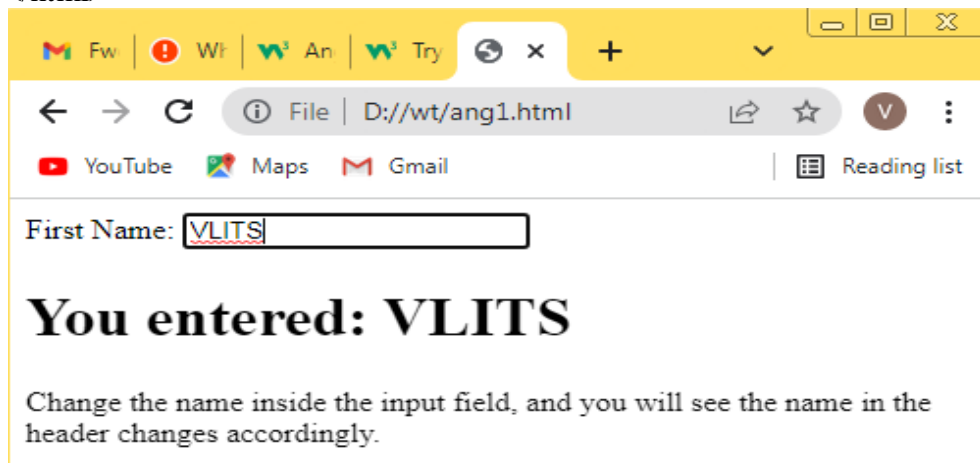 Fw Wh An Try
File D://wt/ang1.html V
YouTube Maps Gmail Reading list
First Name: VLITS
You entered: VLITS
Change the name inside the input field, and you will see the name in the
header changes accordingly.